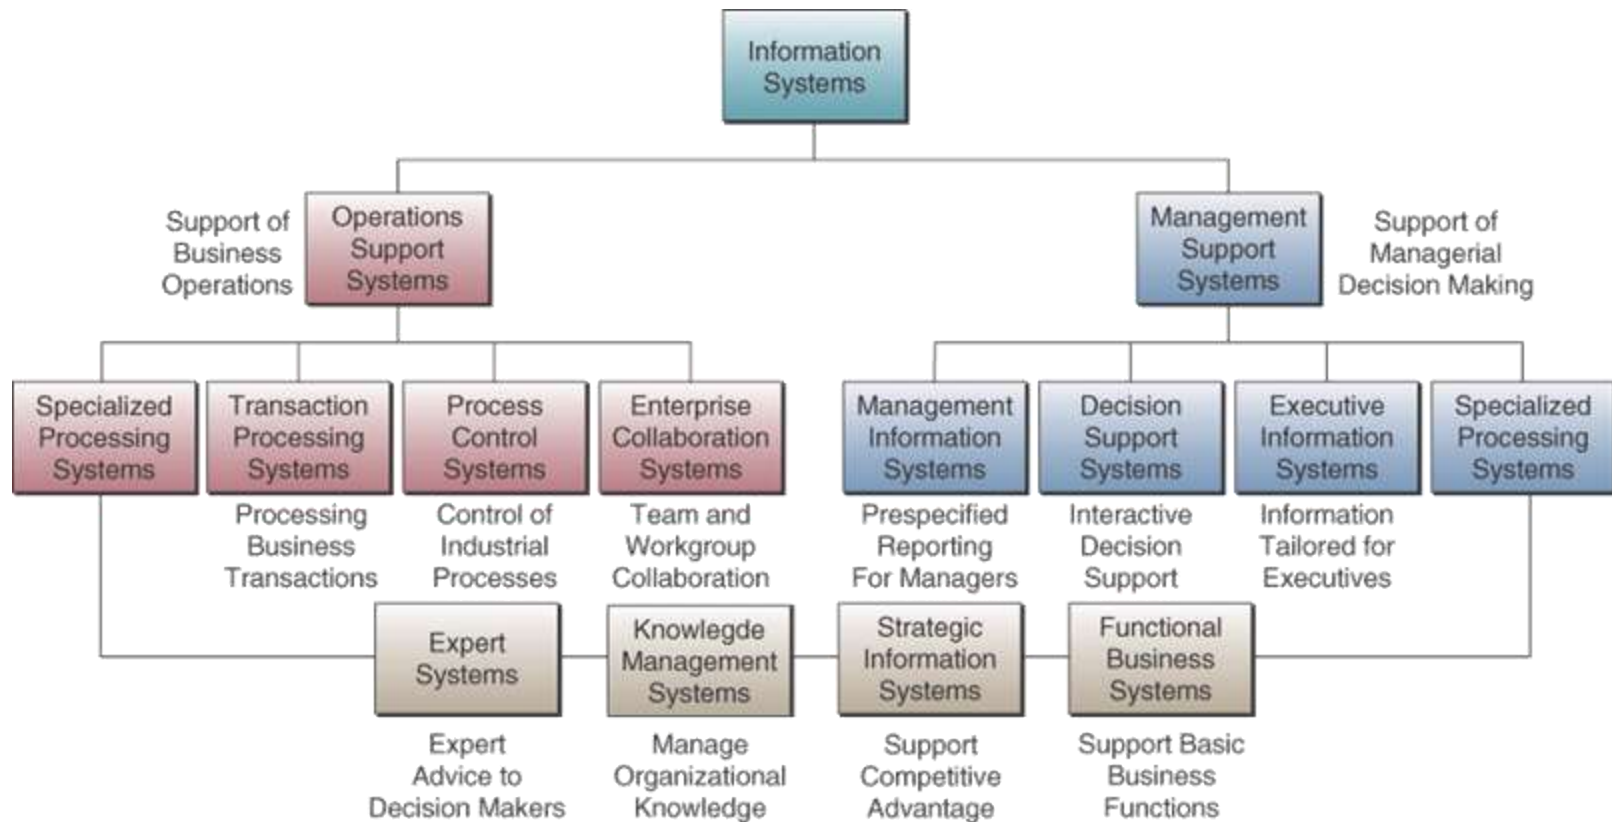 Information
Systems
Support of
Business
Operations
Operations
Support
Systems
Management
Support
Systems
Support of
Managerial
Decision Making
Specialized
Processing
Systems
Transaction
Processing
Systems
Process
Control
Systems
Enterprise
Collaboration
Systems
Management
Information
Systems
Decision
Support
Systems
Executive
Information
Systems
Specialized
Processing
Systems
Processing
Business
Transactions
Control of
Industrial
Processes
Team and
Workgroup
Collaboration
Prespecified
Reporting
For Managers
Interactive
Decision
Support
Information
Tailored for
Executives
Expert
Systems
Knowlegde
Management
Systems
Strategic
Information
Systems
Functional
Business
Systems
Expert
Advice to
Decision Makers
Manage
Organizational
Knowledge
Support
Competitive
Advantage
Support Basic
Business
Functions